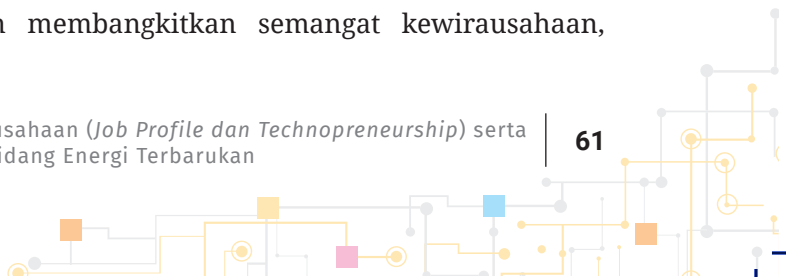 membangkitkan semangat kewirausahaan,
usahaan (Job Profile dan Technopreneurship) serta
idang Energi Terbarukan
61